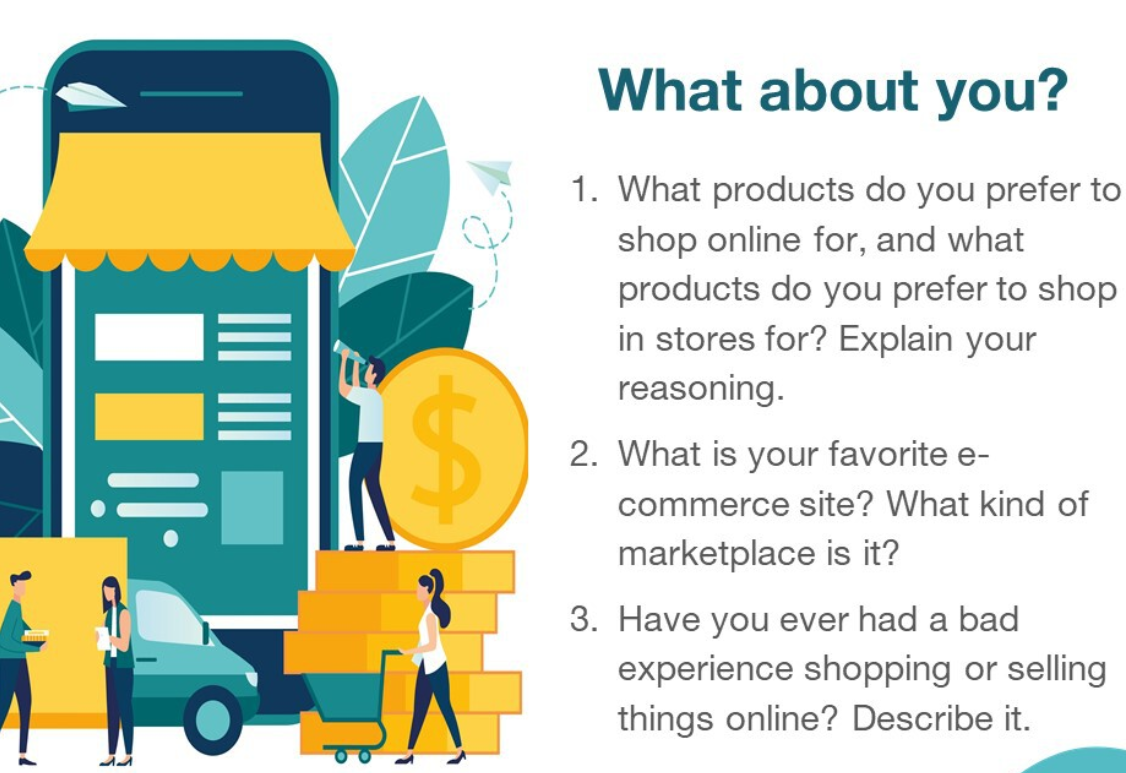 What about you?
1. What products do you prefer to
shop online for, and what
products do you prefer to shop
in stores for? Explain your
reasoning.
2. What is your favorite e-
commerce site? What kind of
marketplace is it?
3. Have you ever had a bad
experience shopping or selling
things online? Describe it.
$